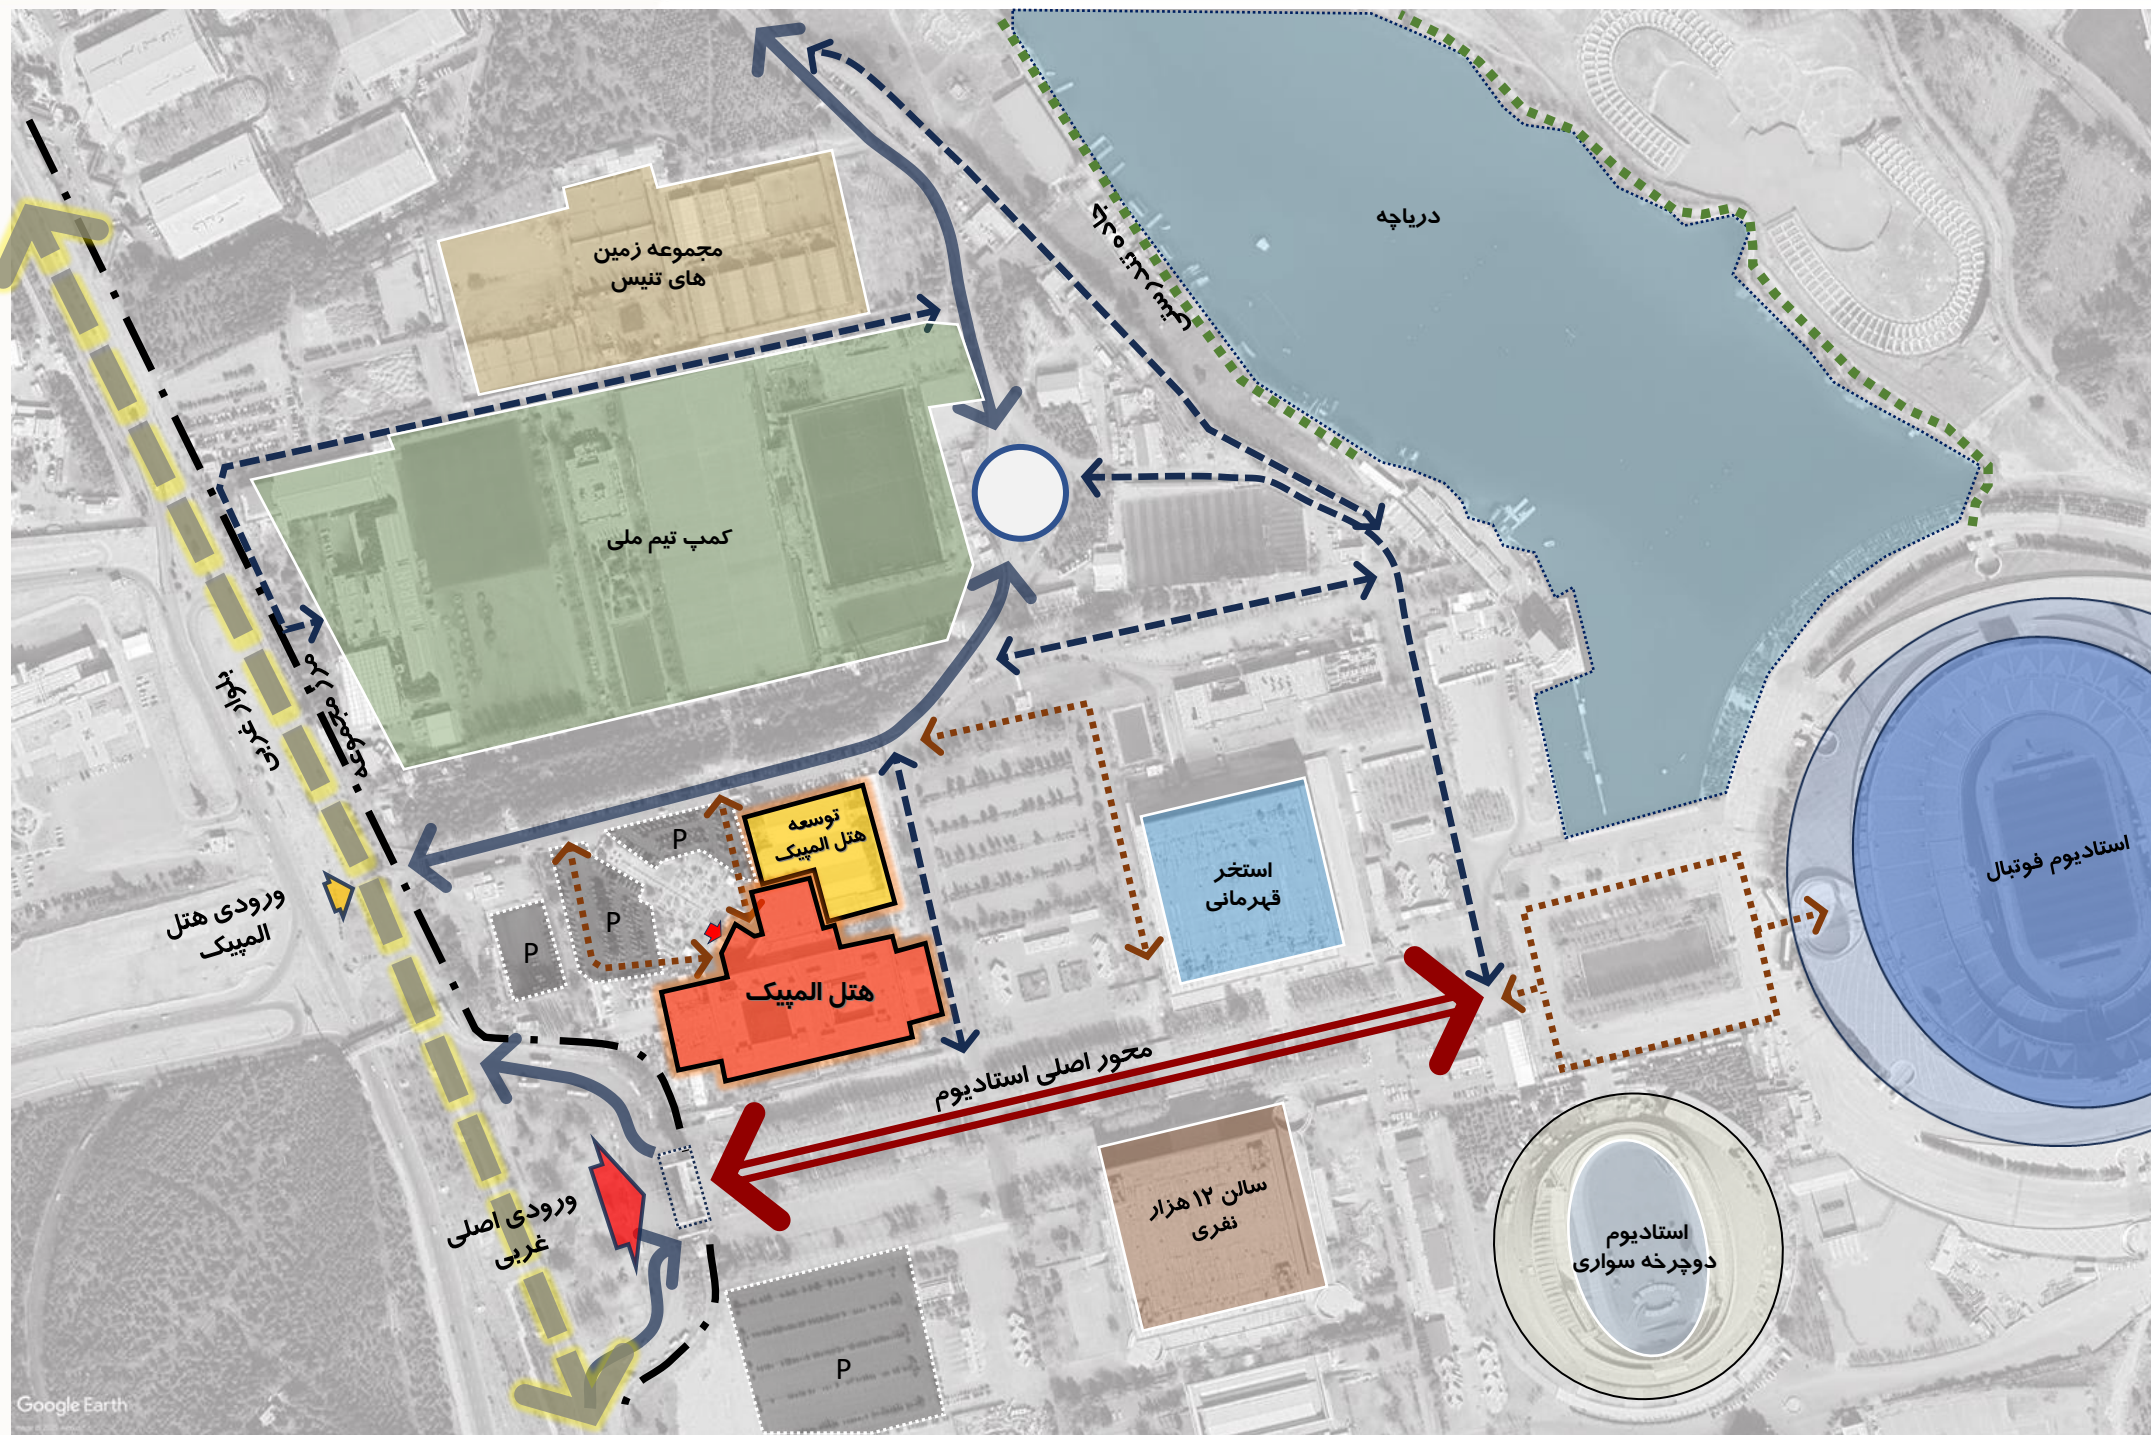 دریاچه
جاده تندرستی
مجموعه زمین
های تنیس
کمپ تیم ملی
مرز مجموعه
بلوار غربی
توسعه
هتل المپیک
P
P
P
ورودی هتل
المپیک
هتل المپیک
استخر
قهرمانی
استادیوم فوتبال
محور اصلی استادیوم
ورودی اصلی
غربی
سالن ۱۲ هزار
نفری
استادیوم
دوچرخه سواری
P
Google Earth